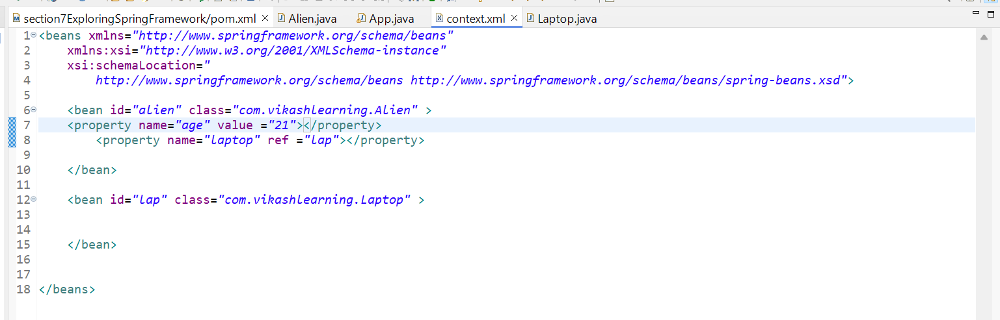 section7ExploringSpringFramework/pom.xml Alien.java App.java context.xml Laptop.java
1 <beans xmlns="http://www.springframework.org/schema/beans"
2 xmlns:xsi="http://www.w3.org/2001/XMLSchema-instance"
3 xsi:schemaLocation="
4 http://www.springframework.org/schema/beans http://www.springframework.org/schema/beans/spring-beans.xsd">
5
6 <bean id="alien" class="com.vikashlearning.Alien" >
7 <property name="age" value ="21"></property>
8 <property name="laptop" ref ="lap"></property>
9
10 </bean>
11
12 <bean id="lap" class="com.vikashlearning.Laptop" >
13
14
15 </bean>
16
17
18 </beans>